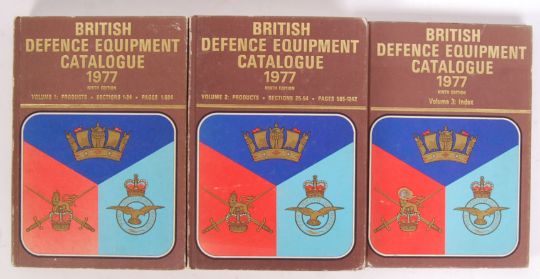 BRITISH
DEFENCE EQUIPMENT
CATALOGUE
1977
NINTH EDITION
VOLUME 1: PRODUCTS • SECTIONS 1-24 • PAGES 1-584
BRITISH
DEFENCE EQUIPMENT
CATALOGUE
1977
NINTH EDITION
VOLUME 2: PRODUCTS • SECTIONS 25-54 • PAGES 585-1242
BRITISH
DEFENCE EQUIPMENT
CATALOGUE
1977
NINTH EDITION
Volume 3: Index